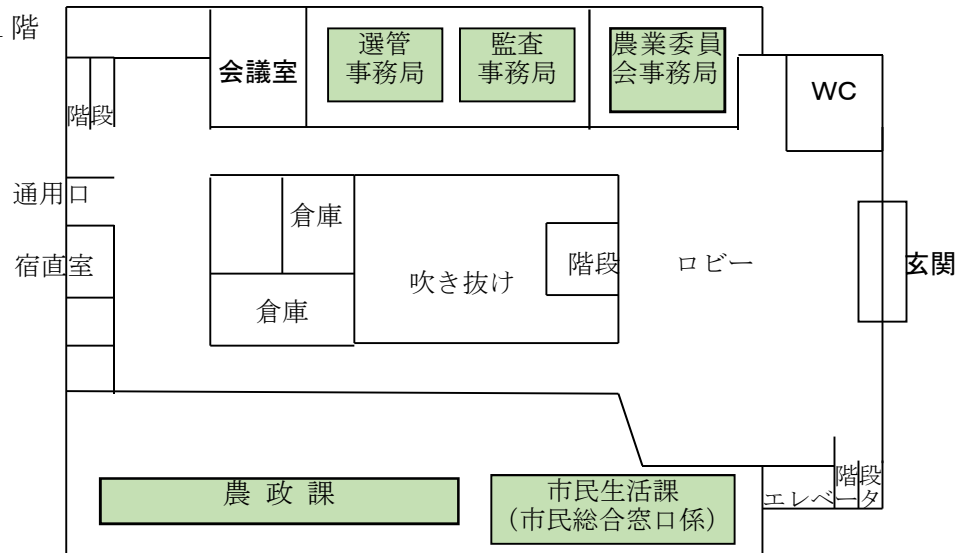 階
選管
事務局
監査
事務局
農業委員
会事務局
会議室
WC
階段
通用口
倉庫
宿直室
階段
ロビー
玄関
吹き抜け
倉庫
農政課
市民生活課
(市民総合窓口係)
階段
エレベータ